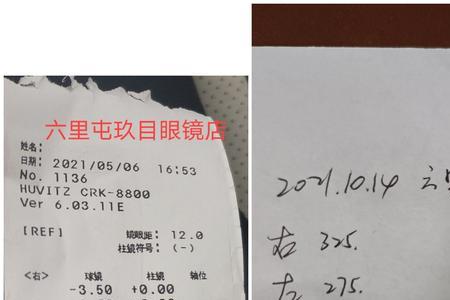 六里屯玖目眼镜店
姓名:
日期: 2021/05/06 16:53
No. 1136
HUVITZ CRK-8800
Ver 6.03.11E
[REF] 镜眼距: 12.0
柱镜符号: (-)
<右> 球镜 柱镜 轴位
-3.50 +0.00
2021.10.14
右 325.
左 275.